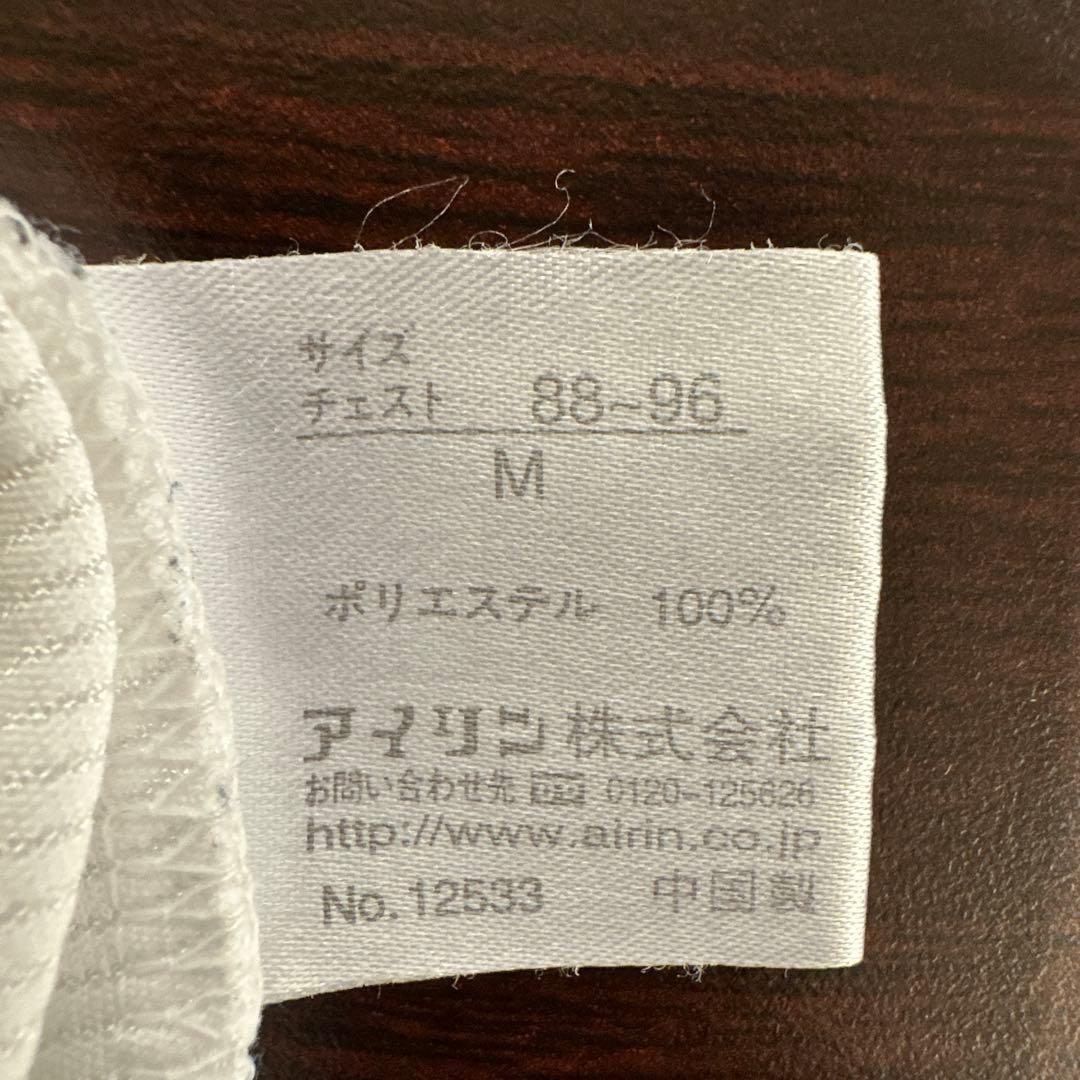 サイズ
チェスト 88~96
M
ポリエステル 100%
アイリン株式会社
お問い合わせ先 0120-125626
http://www.airin.co.jp
No. 12533 中国製